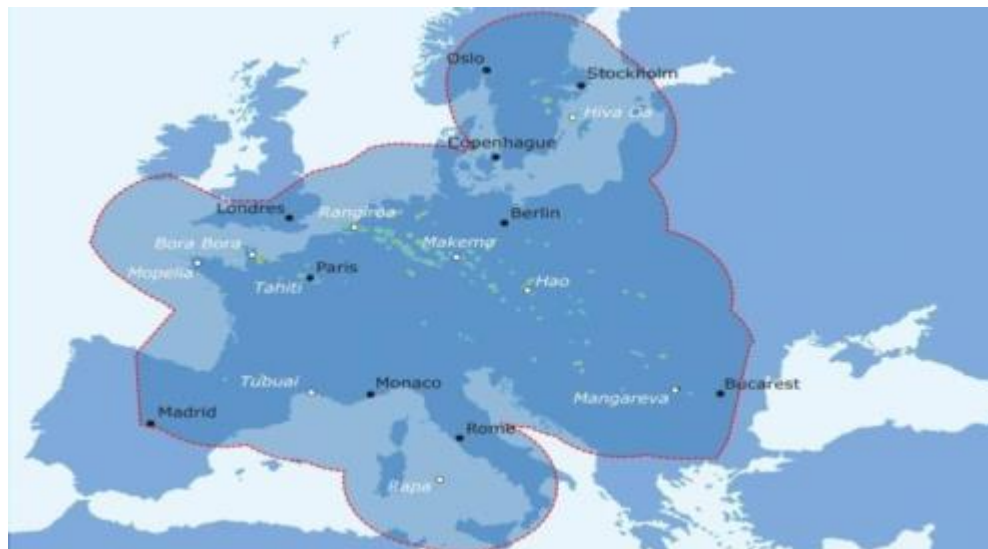 Oslo
Stockholm
Hiva Oa
Copenhague
Londres
Rangiroa
Berlin
Bora Bora
Makemo
Mopelia
Paris
Tahiti
Hao
Tubuai
Monaco
Mangareva
Bucarest
Madrid
Rome
Rapa